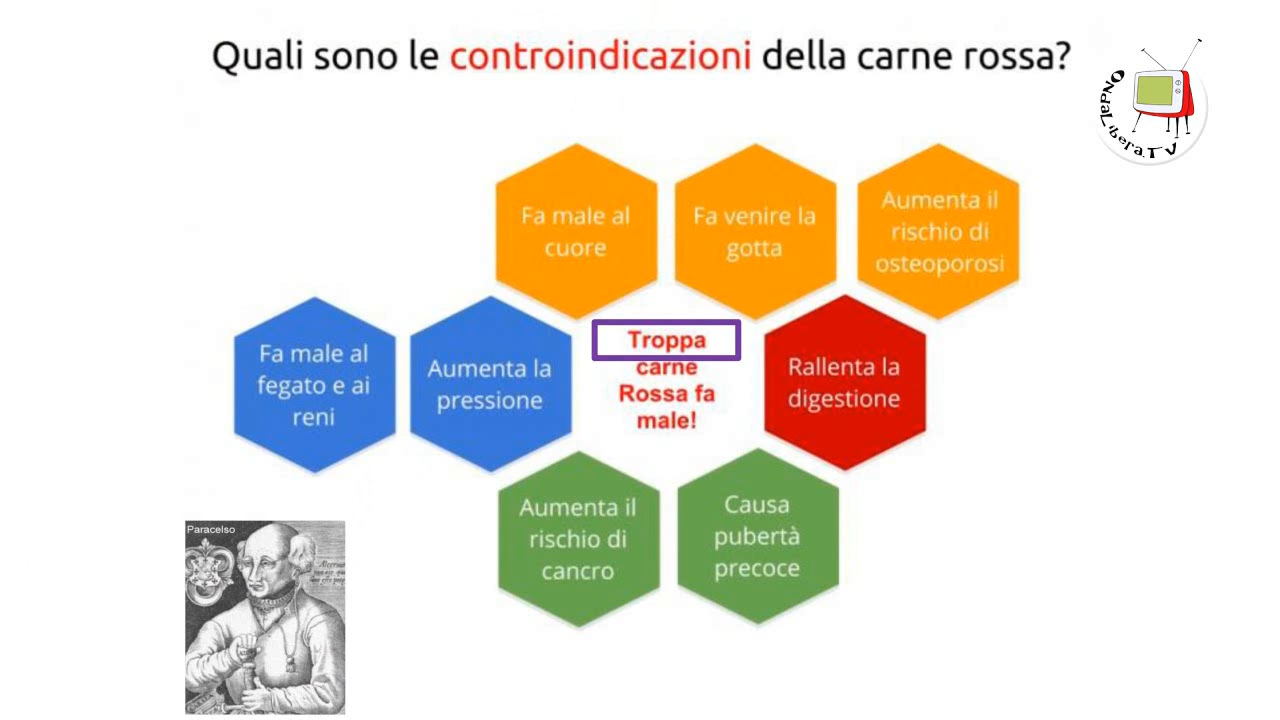 Quali sono le controindicazioni della carne rossa?
OndaLibera.TV
Fa male al
cuore
Fa venire la
gotta
Aumenta il
rischio di
osteoporosi
Fa male al
fegato e ai
reni
Aumenta la
pressione
Troppa
carne
Rossa fa
male!
Rallenta la
digestione
Aumenta il
rischio di
cancro
Causa
pubertà
precoce
Paracelso